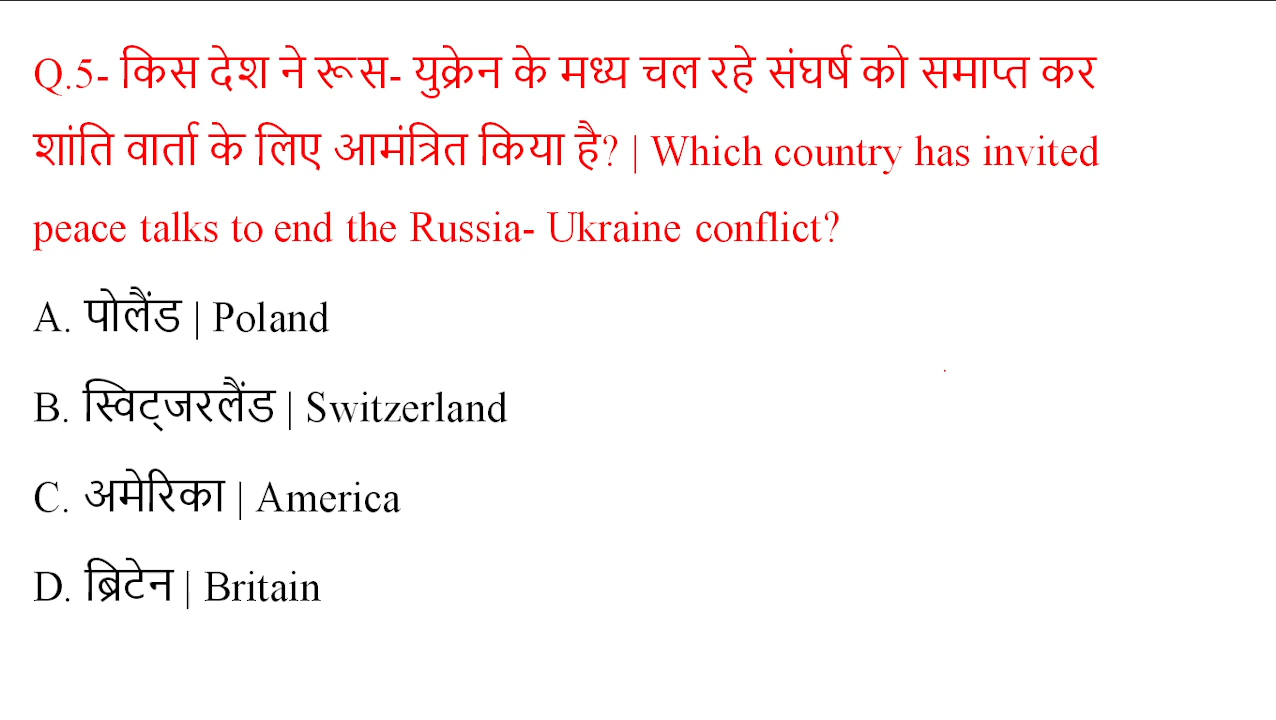 Q.5- किस देश ने रूस- युक्रेन के मध्य चल रहे संघर्ष को समाप्त कर
शांति वार्ता के लिए आमंत्रित किया है? | Which country has invited
peace talks to end the Russia- Ukraine conflict?
A. पोलैंड | Poland
B. स्विट्जरलैंड | Switzerland
C. अमेरिका | America
D. ब्रिटेन | Britain